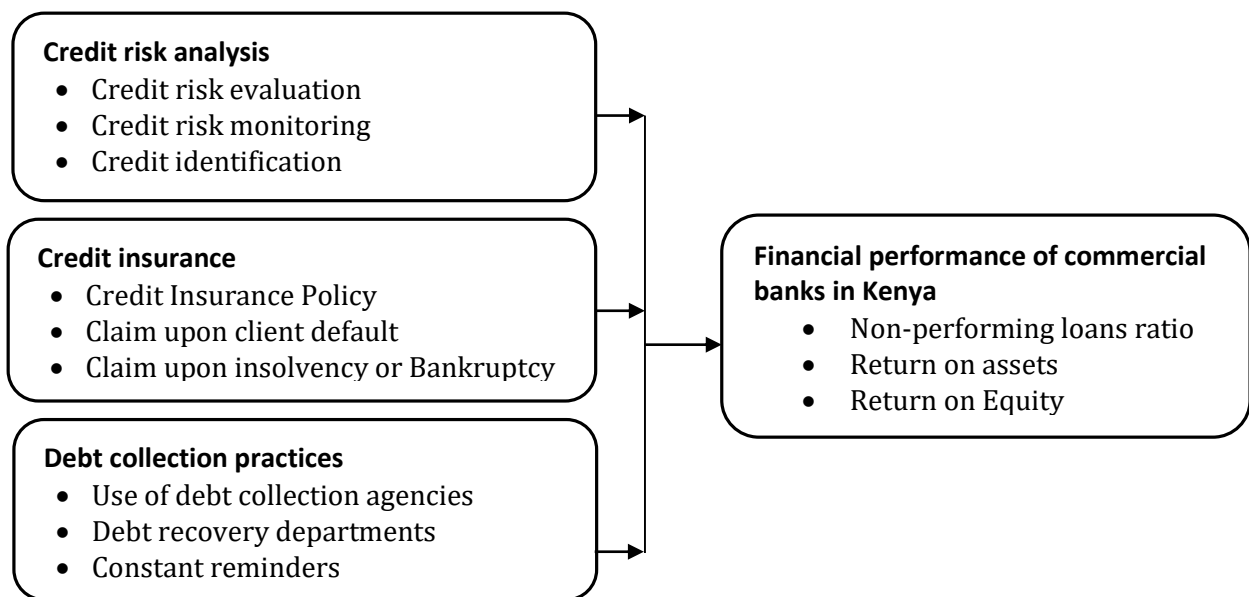 Credit risk analysis
• Credit risk evaluation
• Credit risk monitoring
• Credit identification
Credit insurance
• Credit Insurance Policy
• Claim upon client default
• Claim upon insolvency or Bankruptcy
Debt collection practices
• Use of debt collection agencies
• Debt recovery departments
• Constant reminders
Financial performance of commercial
banks in Kenya
• Non-performing loans ratio
• Return on assets
• Return on Equity